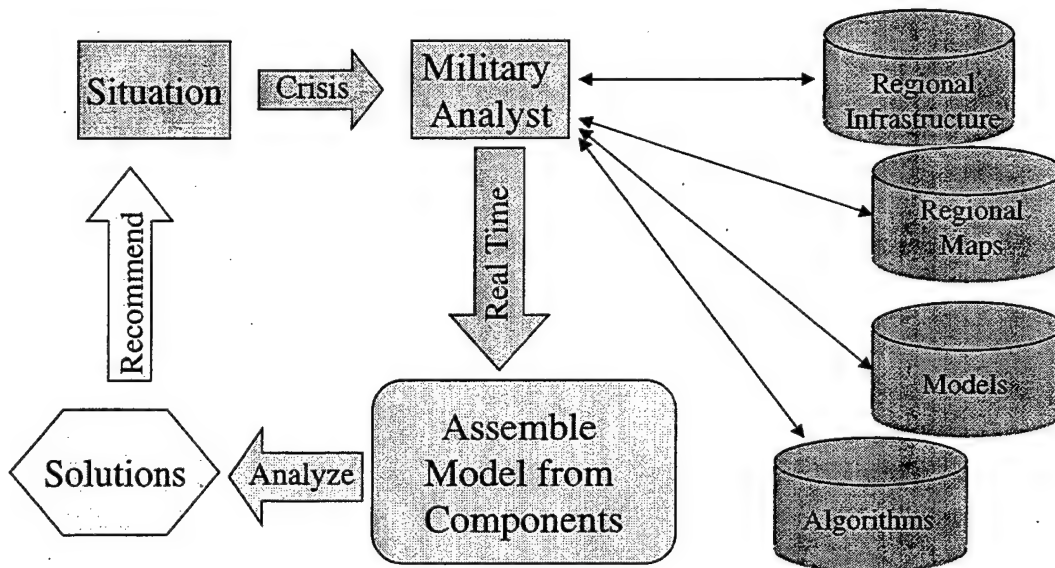 Situation
Crisis
Military
Analyst
Regional
Infrastructure
Regional
Maps
Real Time
Recommend
Models
Assemble
Model from
Components
Analyze
Solutions
Algorithms